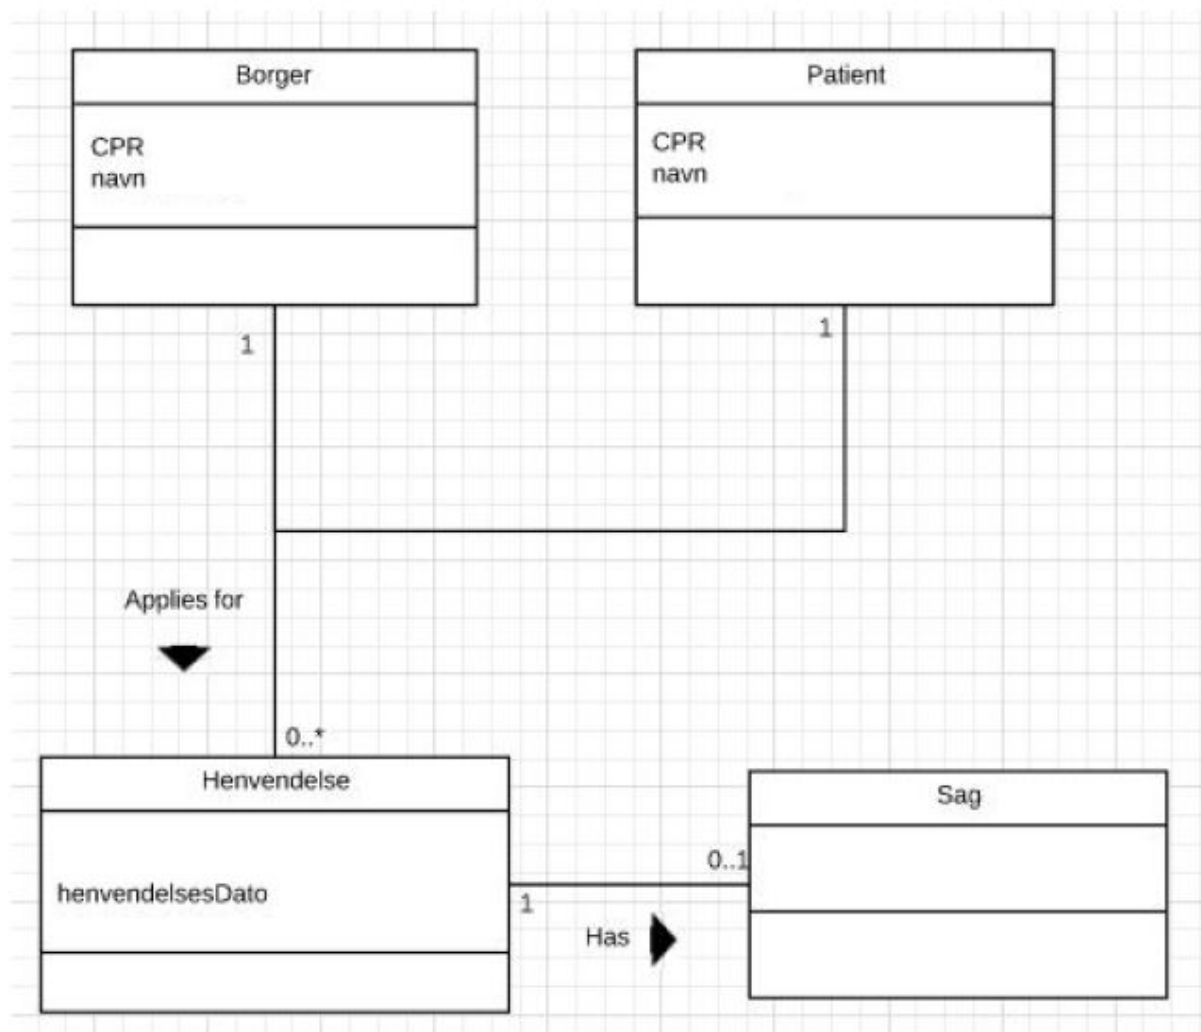 Borger
CPR
navn
Patient
CPR
navn
1
1
Applies for
0..*
Henvendelse
henvendelsesDato
Sag
0..1
1
Has